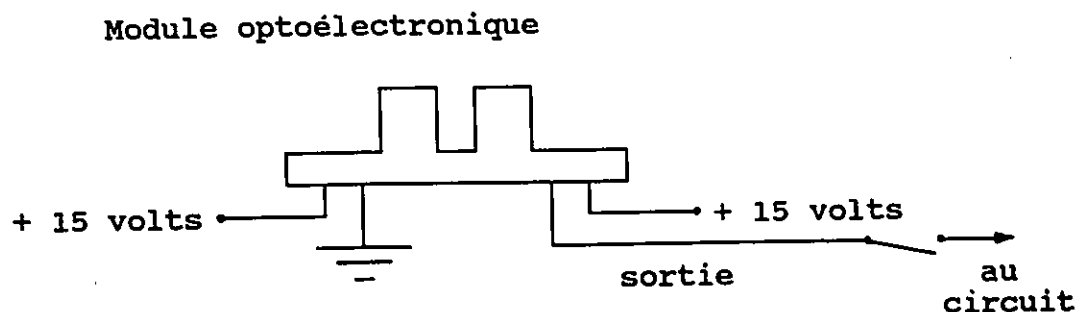 Module optoélectronique
+ 15 volts
+ 15 volts
sortie
au
circuit